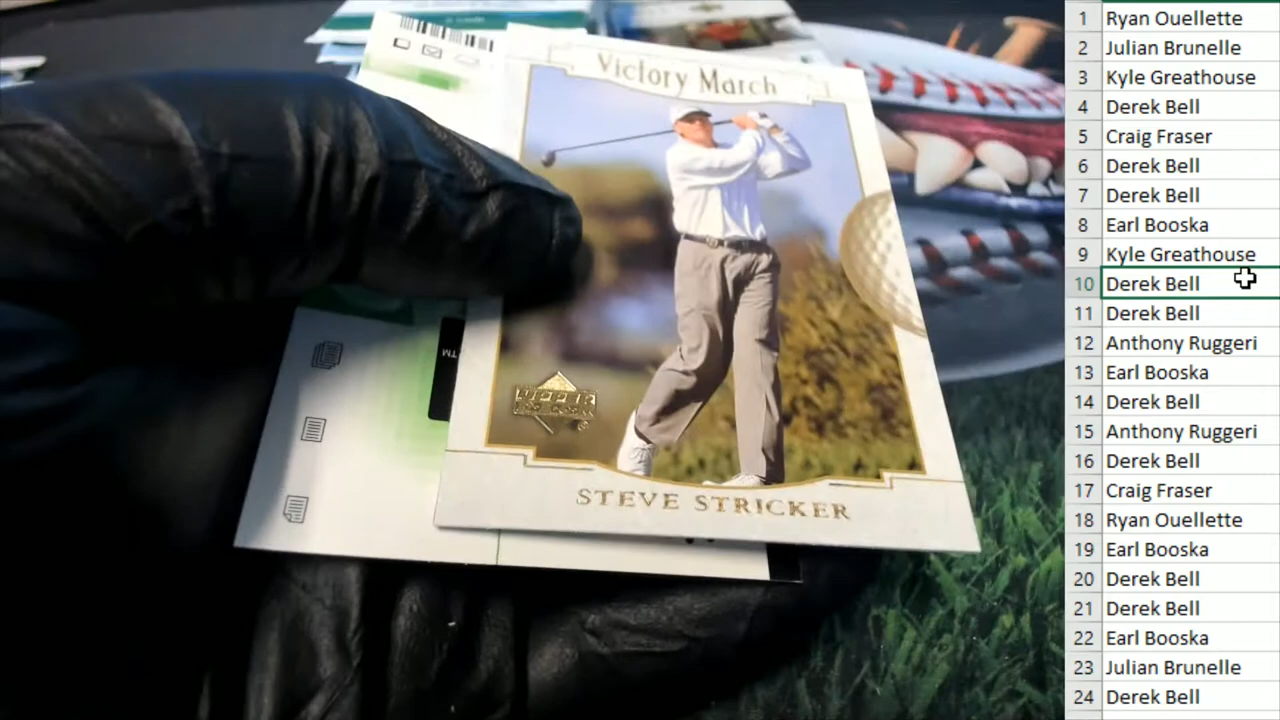 Victory March
UPPER DECK
STEVE STRICKER
TM
1 Ryan Ouellette
2 Julian Brunelle
3 Kyle Greathouse
4 Derek Bell
5 Craig Fraser
6 Derek Bell
7 Derek Bell
8 Earl Booska
9 Kyle Greathouse
10 Derek Bell
11 Derek Bell
12 Anthony Ruggeri
13 Earl Booska
14 Derek Bell
15 Anthony Ruggeri
16 Derek Bell
17 Craig Fraser
18 Ryan Ouellette
19 Earl Booska
20 Derek Bell
21 Derek Bell
22 Earl Booska
23 Julian Brunelle
24 Derek Bell